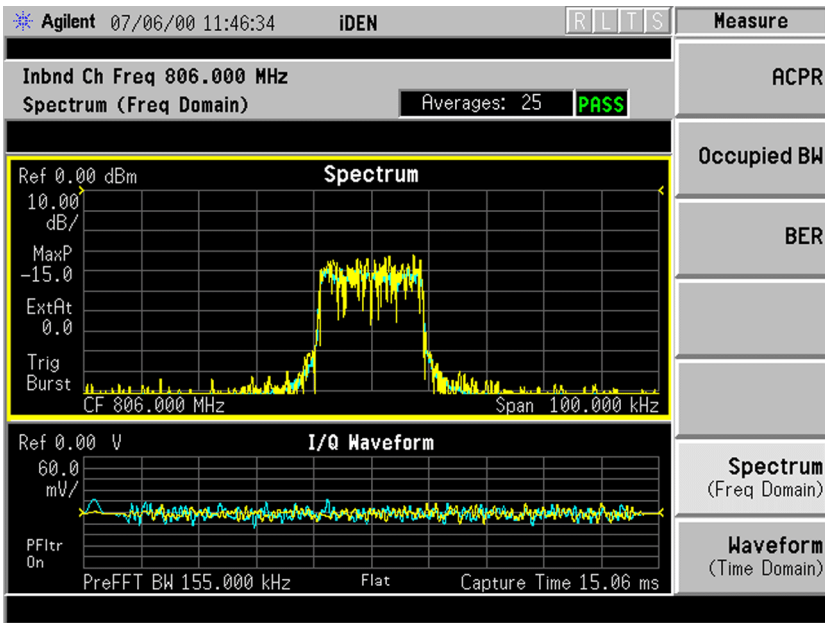 Agilent 07/06/00 11:46:34 iDEN R L T S Measure
Inbnd Ch Freq 806.000 MHz
Spectrum (Freq Domain) Averages: 25 PASS
Ref 0.00 dBm Spectrum
10.00
dB/
MaxP
-15.0
ExtAt
0.0
Trig
Burst
CF 806.000 MHz Span 100.000 kHz
Ref 0.00 V I/Q Waveform
60.0
mV/
PFltr
On
PreFFT BW 155.000 kHz Flat Capture Time 15.06 ms
ACPR
Occupied BW
BER
Spectrum
(Freq Domain)
Waveform
(Time Domain)